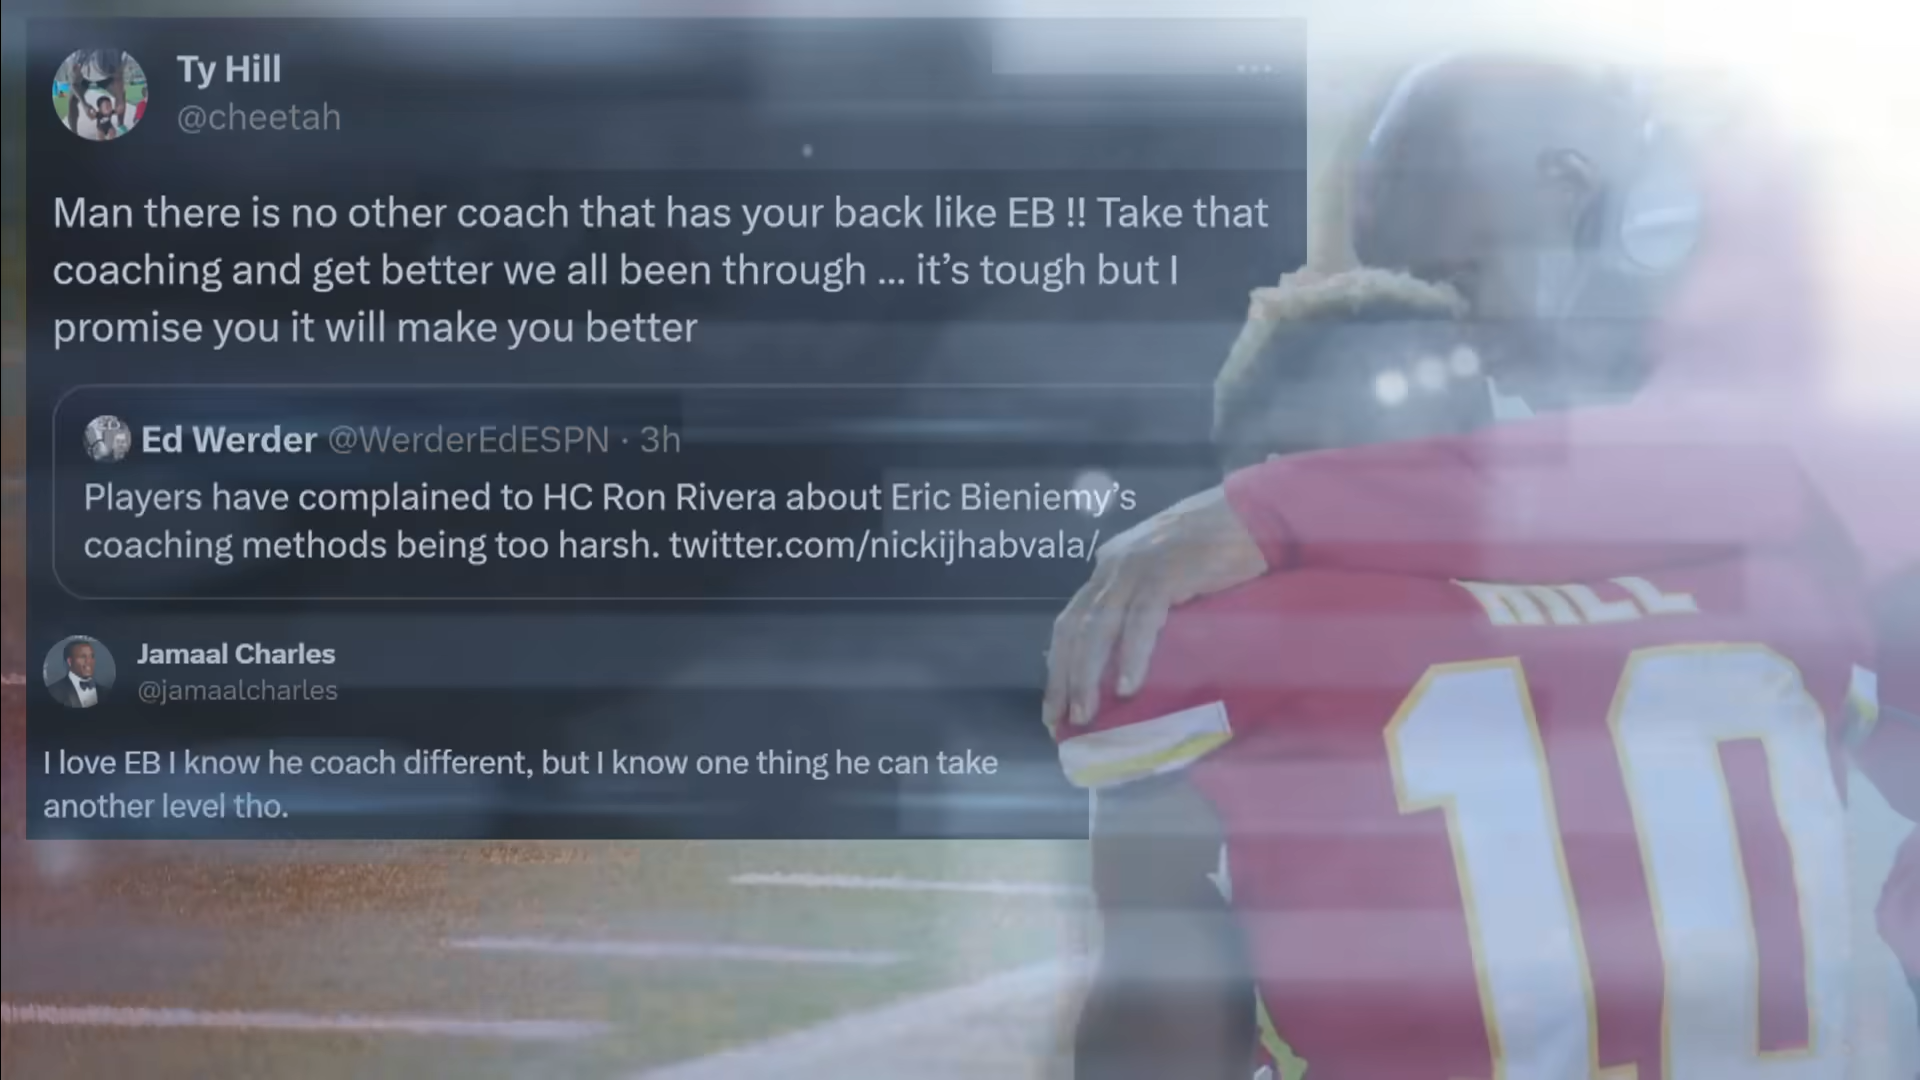 Ty Hill
@cheetah
Man there is no other coach that has your back like EB !! Take that
coaching and get better we all been through ... it’s tough but I
promise you it will make you better
Ed Werder @WerderEdESPN · 3h
Players have complained to HC Ron Rivera about Eric Bieniemy’s
coaching methods being too harsh. twitter.com/nickijhabvala/
Jamaal Charles
@jamaalcharles
I love EB I know he coach different, but I know one thing he can take
another level tho.
HILL
10